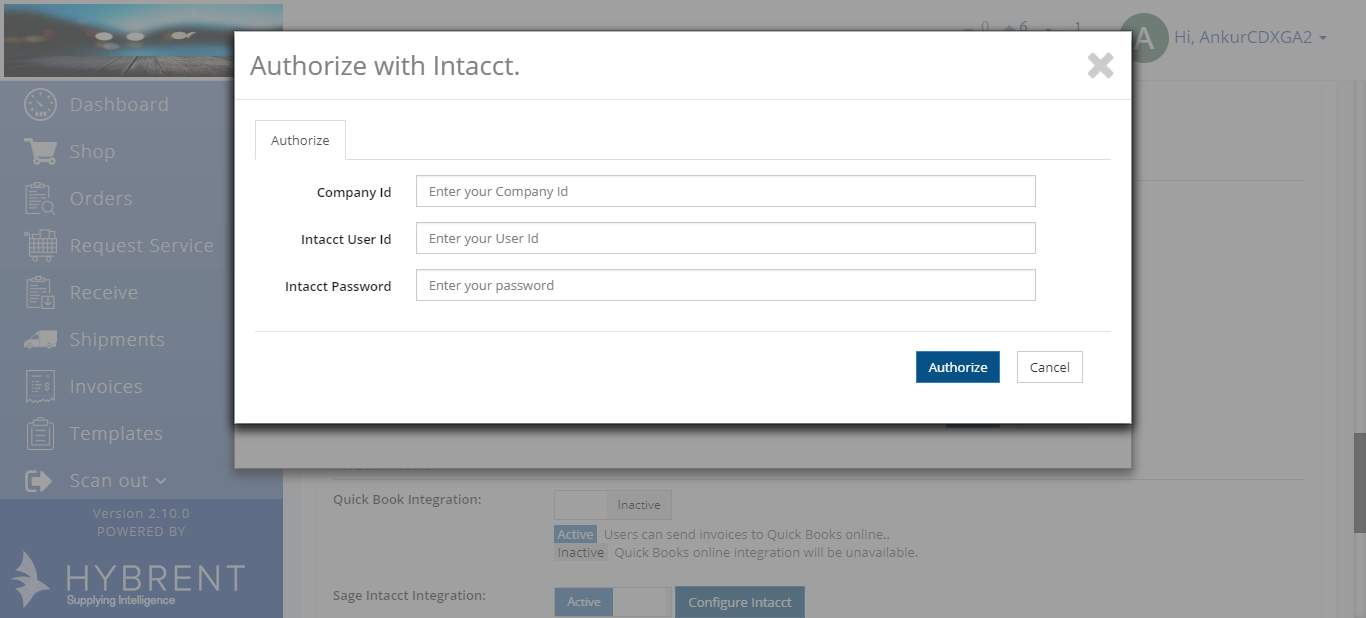 0 6 1
A Hi, AnkurCDXGA2
Authorize with Intacct.
Authorize
Company Id Enter your Company Id
Intacct User Id Enter your User Id
Intacct Password Enter your password
Authorize Cancel
Dashboard
Shop
Orders
Request Service
Receive
Shipments
Invoices
Templates
Scan out
Version 2.10.0
POWERED BY
HYBRENT
Supplying Intelligence
Quick Book Integration: Inactive
Active Users can send invoices to Quick Books online..
Inactive Quick Books online integration will be unavailable.
Sage Intacct Integration: Active Configure Intacct